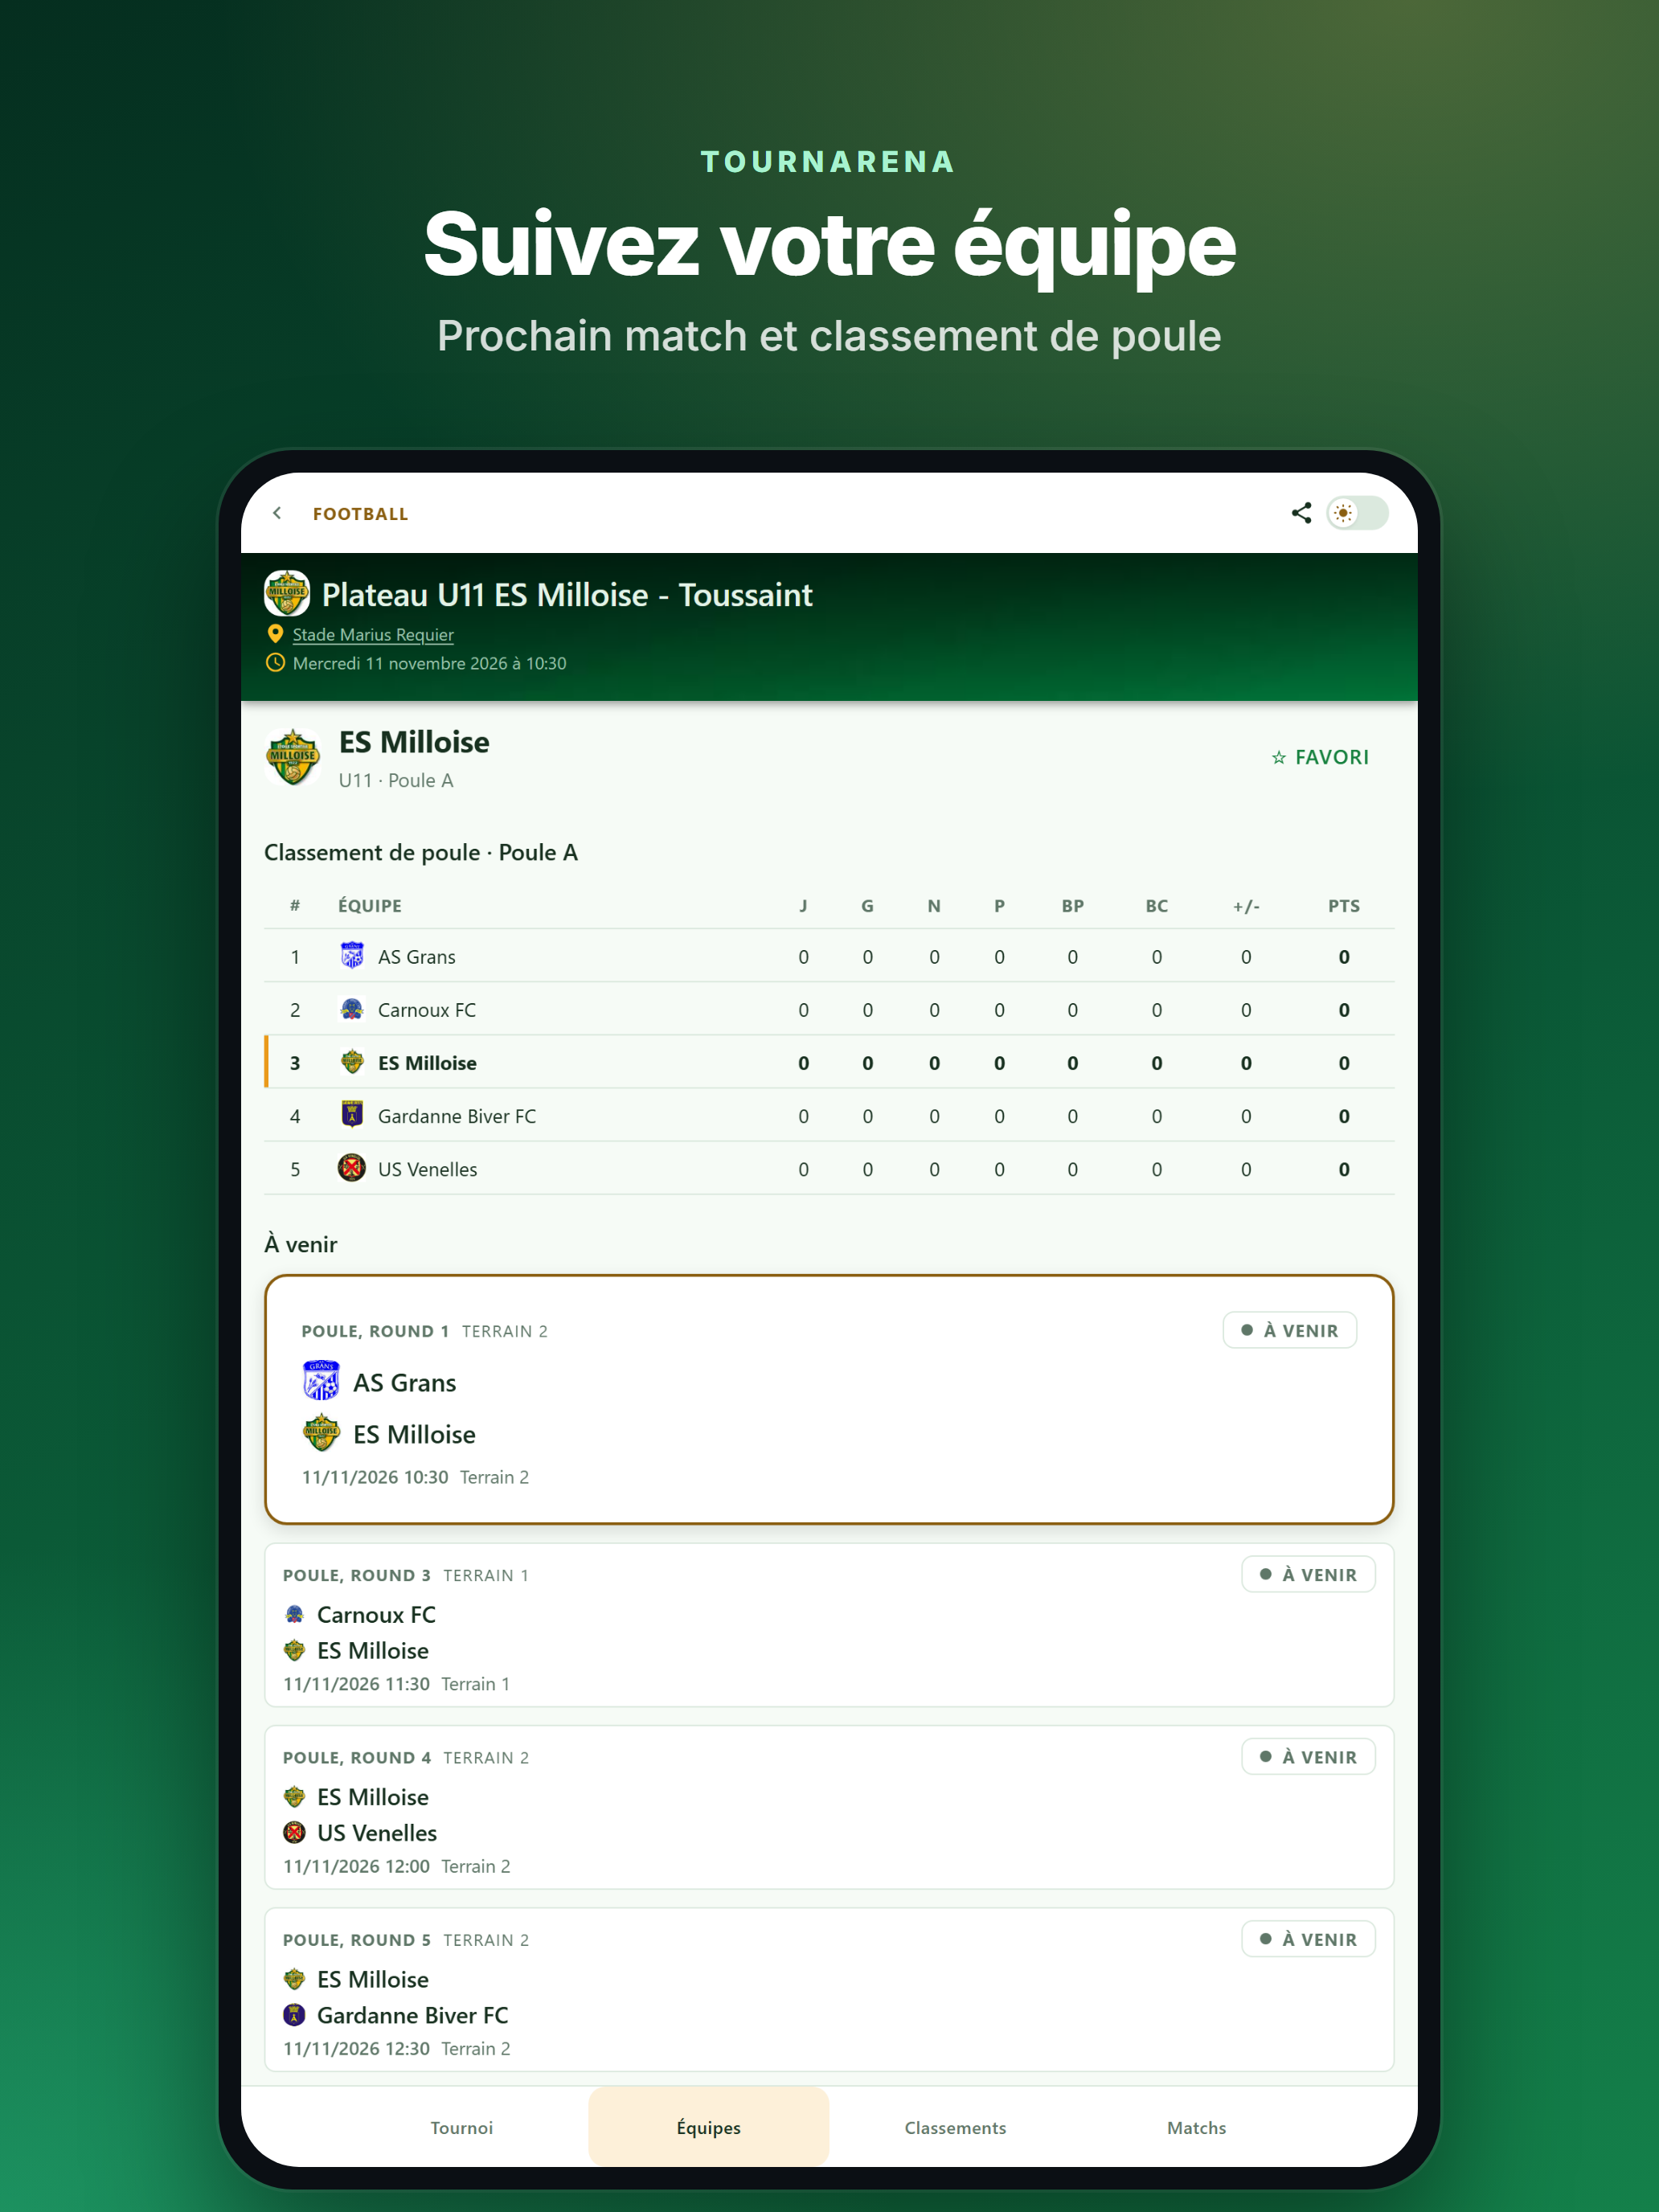 TOURNARENA
Suivez votre équipe
Prochain match et classement de poule
FOOTBALL
Plateau U11 ES Milloise - Toussaint
Stade Marius Requier
Mercredi 11 novembre 2026 à 10:30
ES Milloise
U11 · Poule A
☆ FAVORI
Classement de poule · Poule A
# ÉQUIPE J G N P BP BC +/- PTS
1 AS Grans 0 0 0 0 0 0 0 0
2 Carnoux FC 0 0 0 0 0 0 0 0
3 ES Milloise 0 0 0 0 0 0 0 0
4 Gardanne Biver FC 0 0 0 0 0 0 0 0
5 US Venelles 0 0 0 0 0 0 0 0
À venir
POULE, ROUND 1 TERRAIN 2 À VENIR
GRANS AS Grans
MILLOISE ES Milloise
11/11/2026 10:30 Terrain 2
POULE, ROUND 3 TERRAIN 1 À VENIR
Carnoux FC
ES Milloise
11/11/2026 11:30 Terrain 1
POULE, ROUND 4 TERRAIN 2 À VENIR
ES Milloise
US Venelles
11/11/2026 12:00 Terrain 2
POULE, ROUND 5 TERRAIN 2 À VENIR
ES Milloise
Gardanne Biver FC
11/11/2026 12:30 Terrain 2
Tournoi Équipes Classements Matchs